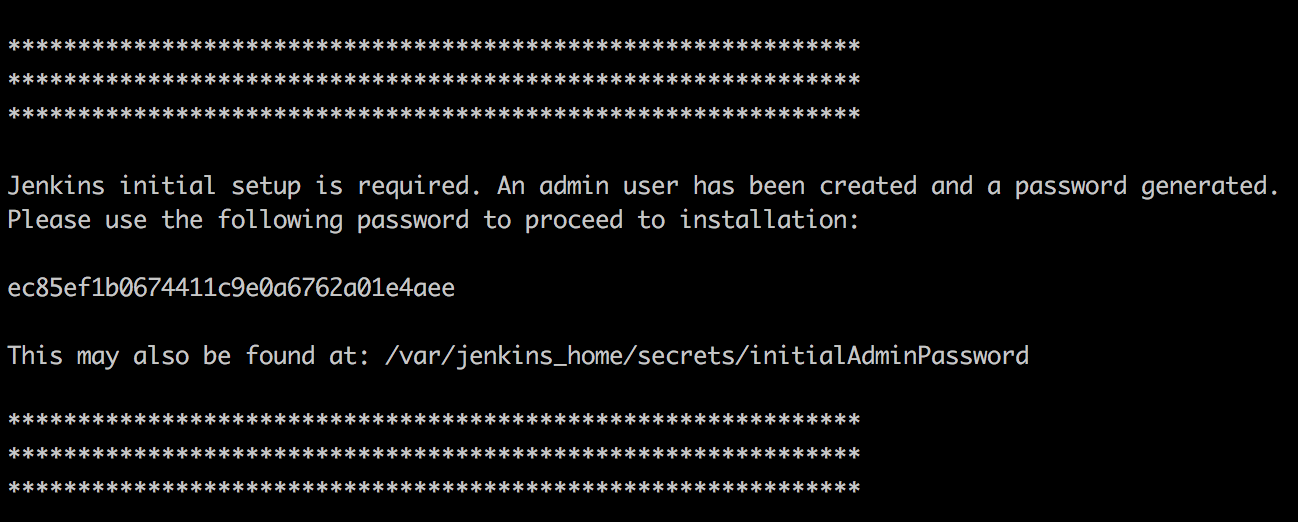 *************************************************************
*************************************************************
*************************************************************
Jenkins initial setup is required. An admin user has been created and a password generated.
Please use the following password to proceed to installation:
ec85ef1b0674411c9e0a6762a01e4aee
This may also be found at: /var/jenkins_home/secrets/initialAdminPassword
*************************************************************
*************************************************************
*************************************************************